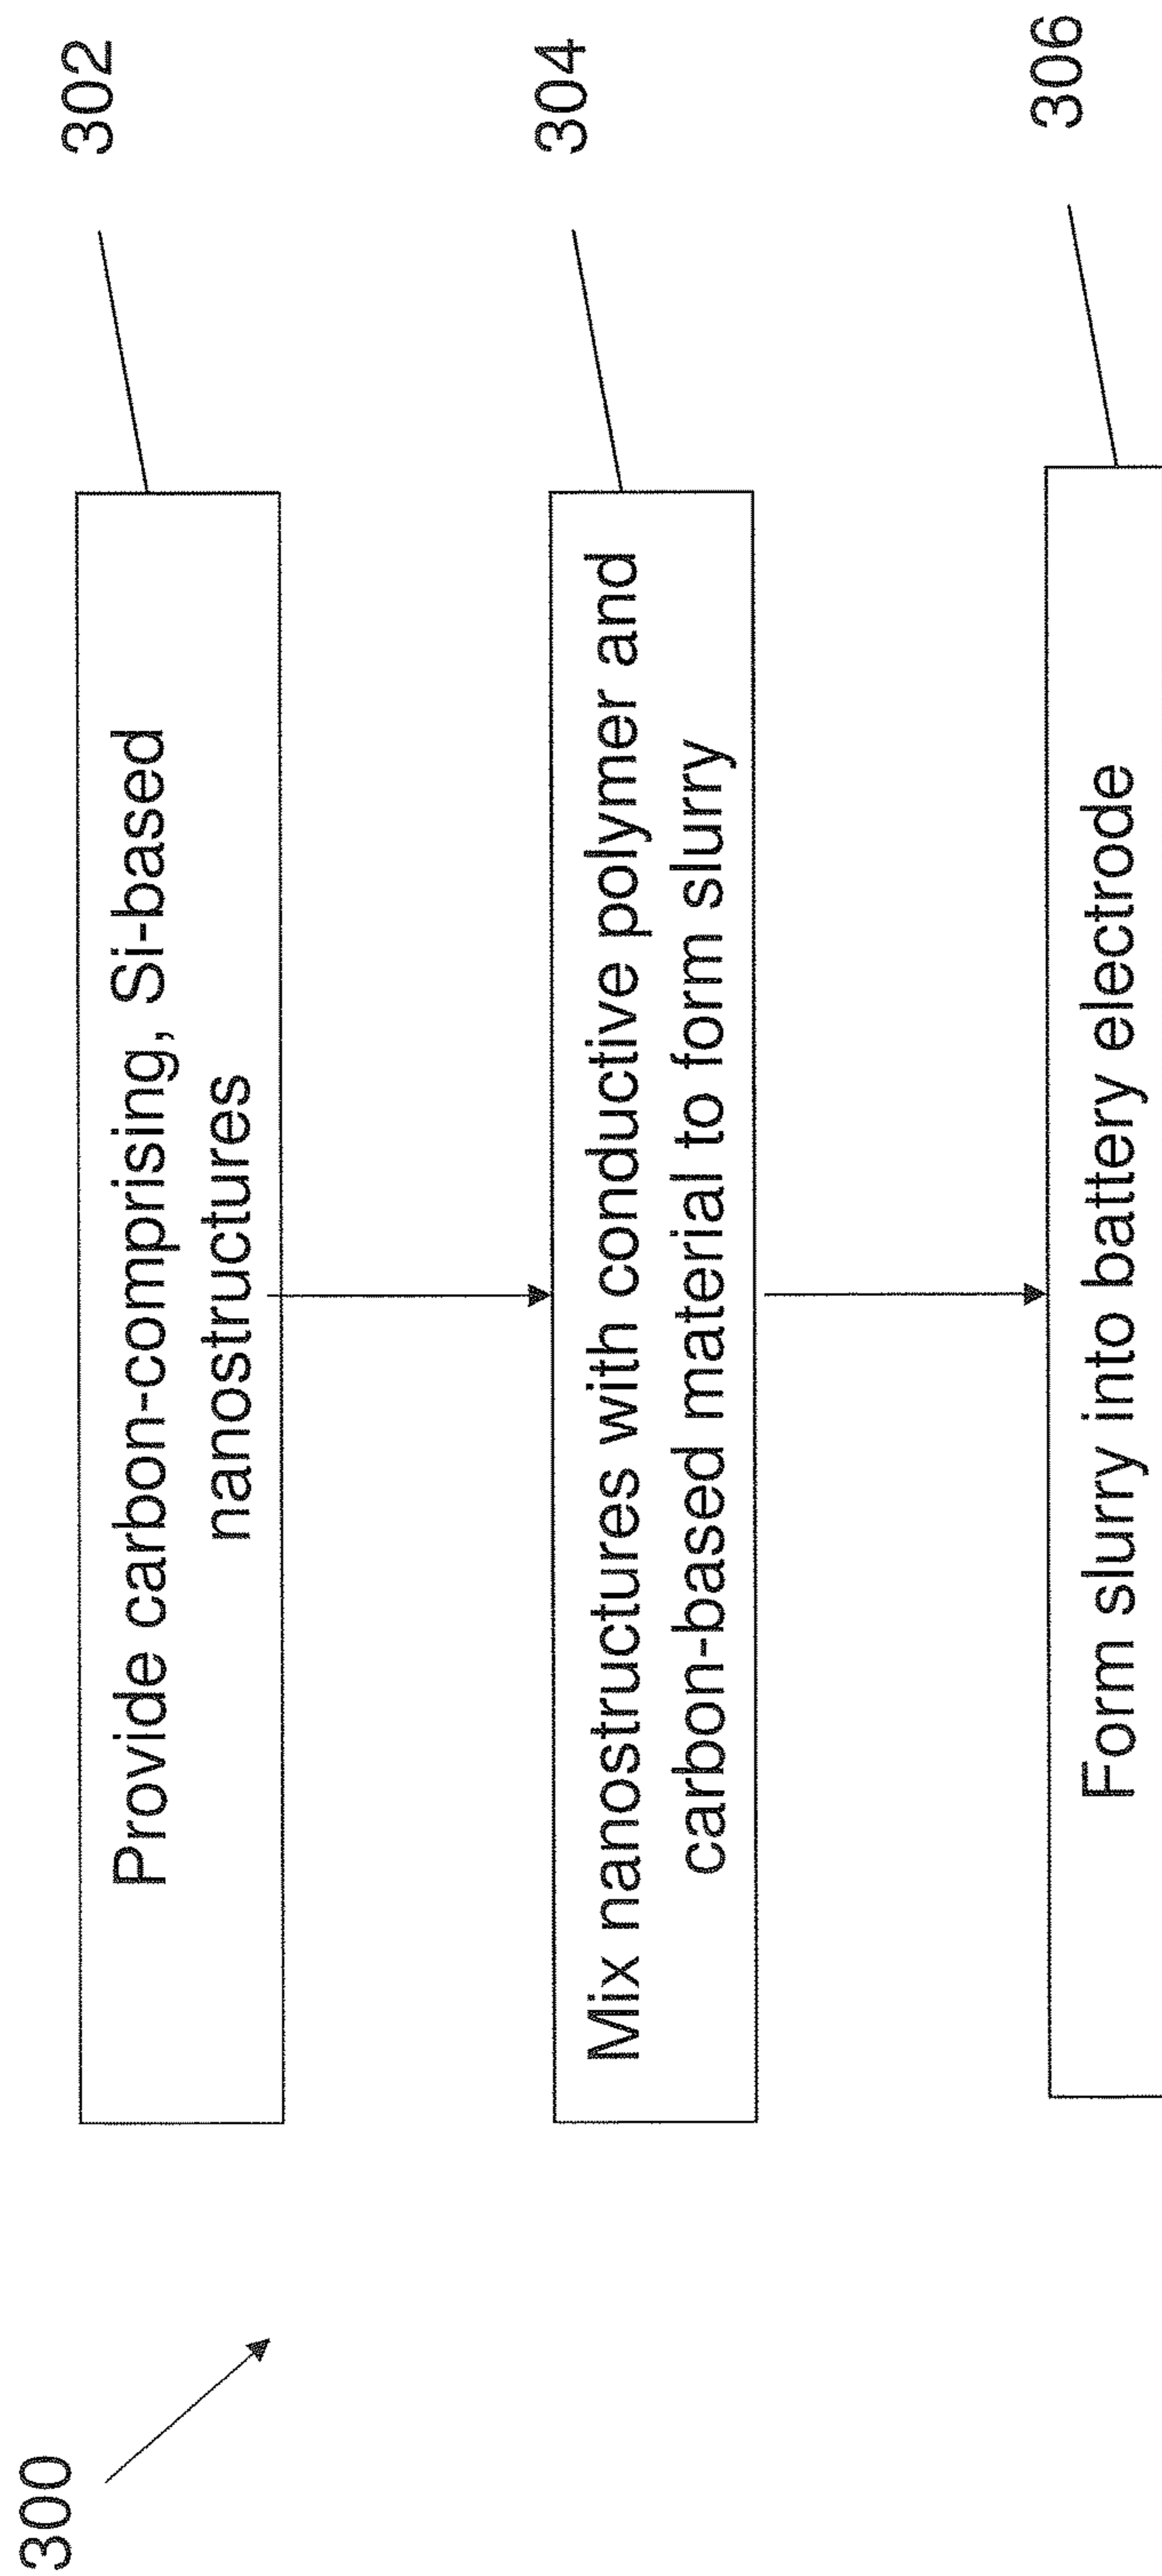 300
Provide carbon-comprising, Si-based
nanostructures
302
Mix nanostructures with conductive polymer and
carbon-based material to form slurry
304
Form slurry into battery electrode
306